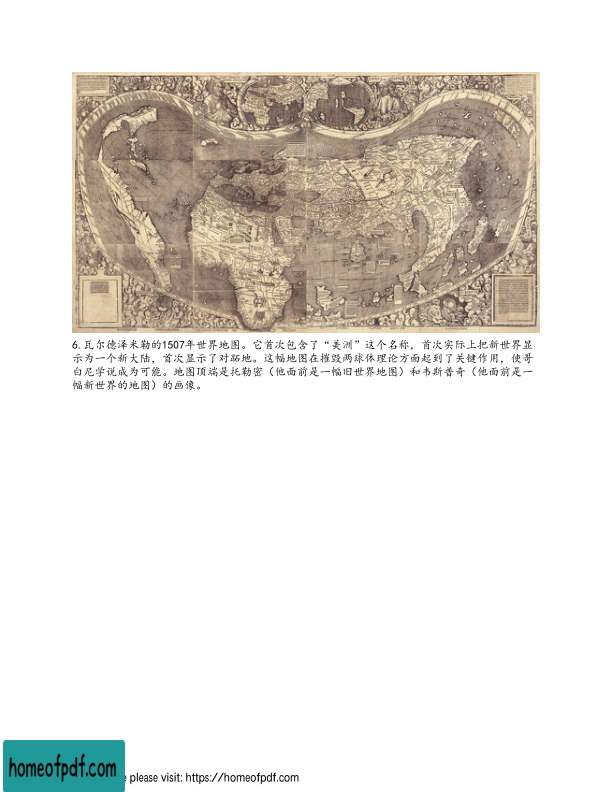 6.瓦尔德泽米勒的1507年世界地图。它首次包含了“美洲”这个名称，首次实际上把新世界显
示为一个新大陆，首次显示了对跖地。这幅地图在摧毁两球体理论方面起到了关键作用，使哥
白尼学说成为可能。地图顶端是托勒密（他面前是一幅旧世界地图）和韦斯普奇（他面前是一
幅新世界的地图）的画像。
homeofpdf.com
e please visit: https://homeofpdf.com